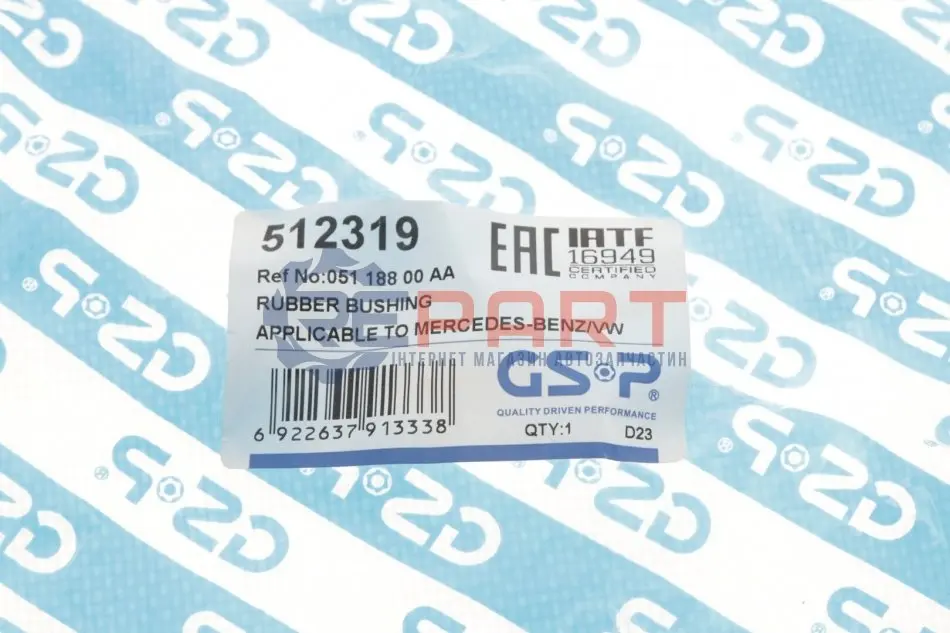 512319
EAC IATF
16949
CERTIFIED
COMPANY
Ref No:051 188 00 AA
RUBBER BUSHING
APPLICABLE TO MERCEDES-BENZ/VW
PART
ІНТЕРНЕТ МАГАЗИН АВТОЗАПЧАСТИН
GSP®
QUALITY DRIVEN PERFORMANCE
6 922637 913338
QTY:1 D23